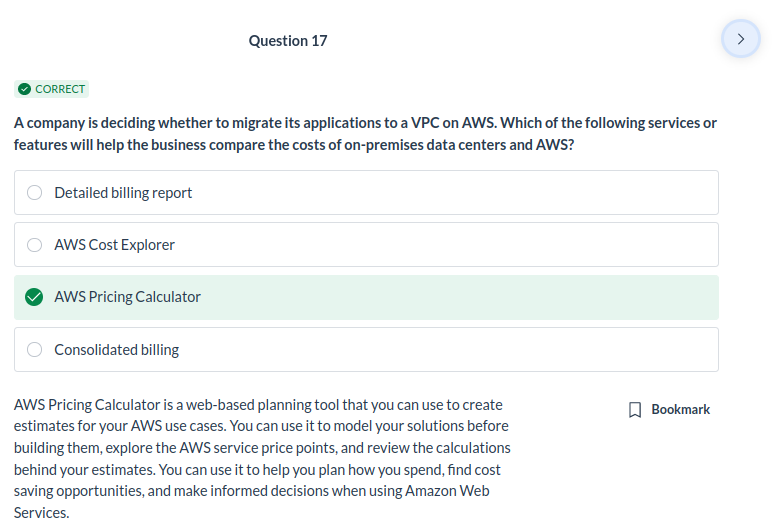 Question 17
CORRECT
A company is deciding whether to migrate its applications to a VPC on AWS. Which of the following services or
features will help the business compare the costs of on-premises data centers and AWS?
Detailed billing report
AWS Cost Explorer
AWS Pricing Calculator
Consolidated billing
AWS Pricing Calculator is a web-based planning tool that you can use to create
estimates for your AWS use cases. You can use it to model your solutions before
building them, explore the AWS service price points, and review the calculations
behind your estimates. You can use it to help you plan how you spend, find cost
saving opportunities, and make informed decisions when using Amazon Web
Services.
Bookmark